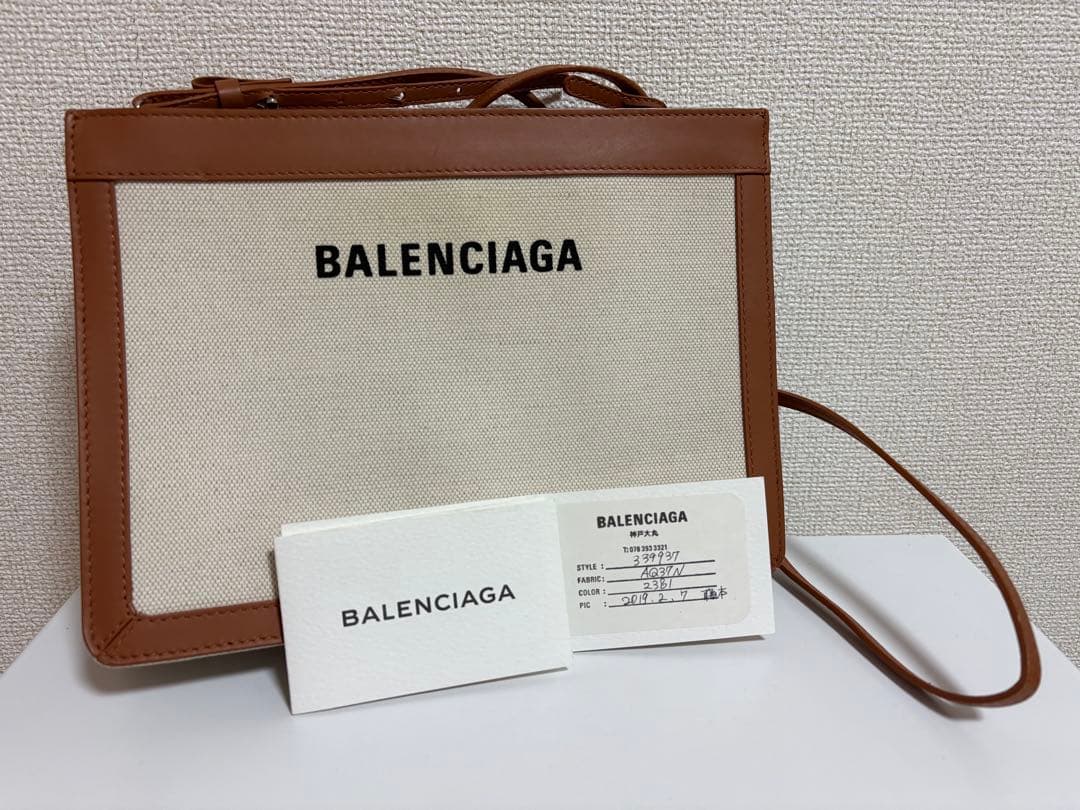 BALENCIAGA
BALENCIAGA
BALENCIAGA
神戸大丸
T: 078 393 3321
STYLE : 339937
FABRIC: AQ37N
COLOR : 2381
PIC : 2019. 2. 7